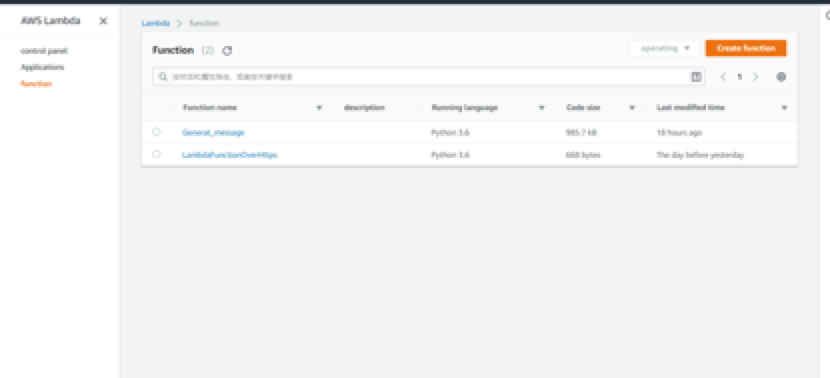 AWS Lambda ×
control panel
Applications
function
Lambda > function
Function (2)
operating ▼
Create function
1
Function name
description
Running language
Code size
Last modified time
Generat_message Python 3.6 985.7 kB 18 hours ago
LambdaFunctionOverHttps Python 3.6 668 bytes The day before yesterday